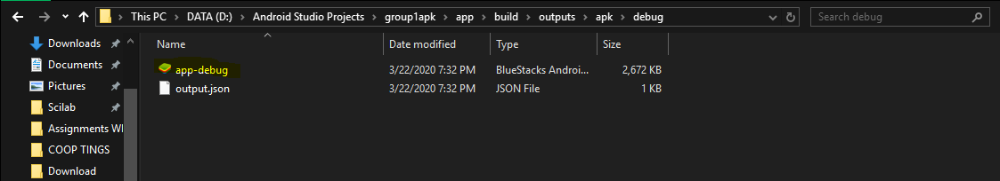 This PC > DATA (D:) > Android Studio Projects > group1apk > app > build > outputs > apk > debug
Search debug
Downloads
Documents
Pictures
Scilab
Assignments WI
COOP TINGS
Download
Name Date modified Type Size
app-debug 3/22/2020 7:32 PM BlueStacks Androi... 2,672 KB
output.json 3/22/2020 7:32 PM JSON File 1 KB